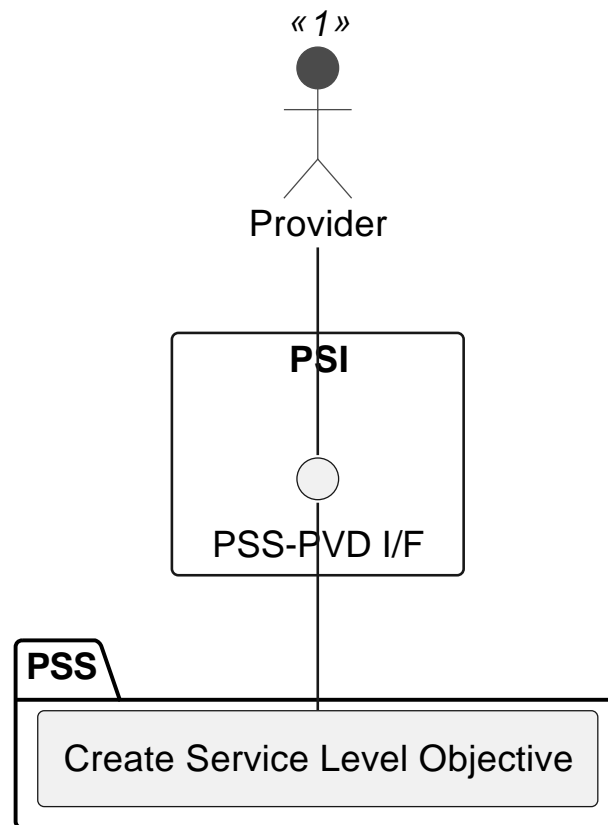 «1»
Provider
PSI
PSS-PVD I/F
PSS
Create Service Level Objective